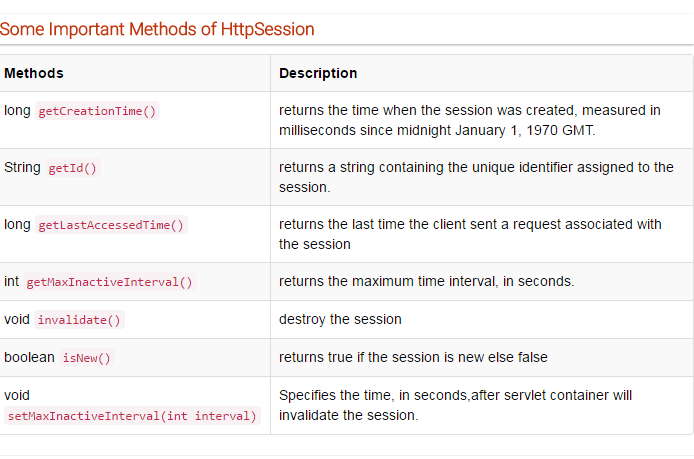 Some Important Methods of HttpSession
Methods Description
long getCreationTime() returns the time when the session was created, measured in
milliseconds since midnight January 1, 1970 GMT.
String getId() returns a string containing the unique identifier assigned to the
session.
long getLastAccessedTime() returns the last time the client sent a request associated with
the session
int getMaxInactiveInterval() returns the maximum time interval, in seconds.
void invalidate() destroy the session
boolean isNew() returns true if the session is new else false
void Specifies the time, in seconds,after servlet container will
setMaxInactiveInterval(int interval) invalidate the session.